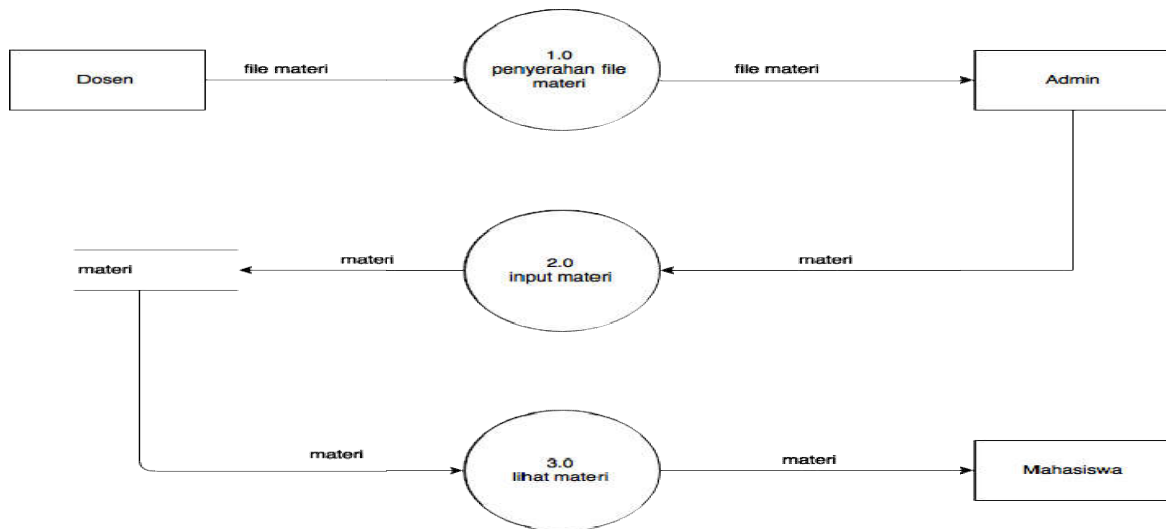 Dosen
file materi
1.0
penyerahan file
materi
file materi
Admin
materi
materi
2.0
input materi
materi
materi
3.0
lihat materi
materi
Mahasiswa